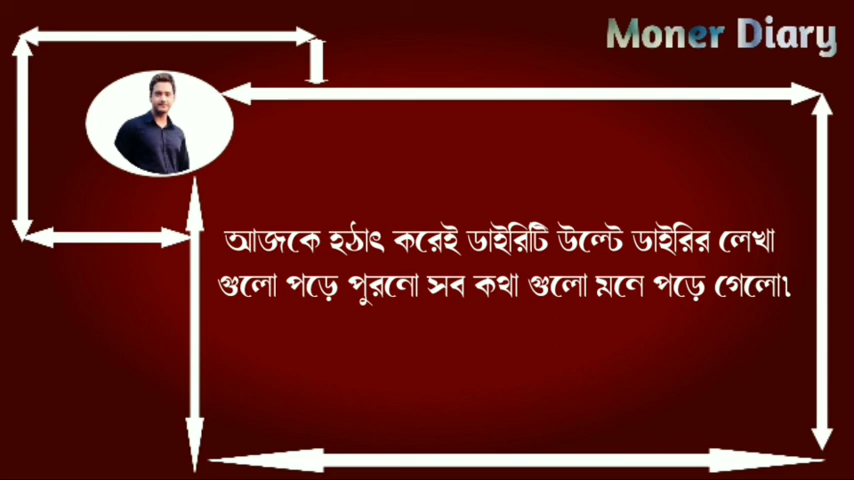 Moner Diary
আজকে হঠাৎ করেই ডাইরিটি উল্টে ডাইরির লেখা
গুলো পড়ে পুরনো সব কথা গুলো মনে পড়ে গেলো।